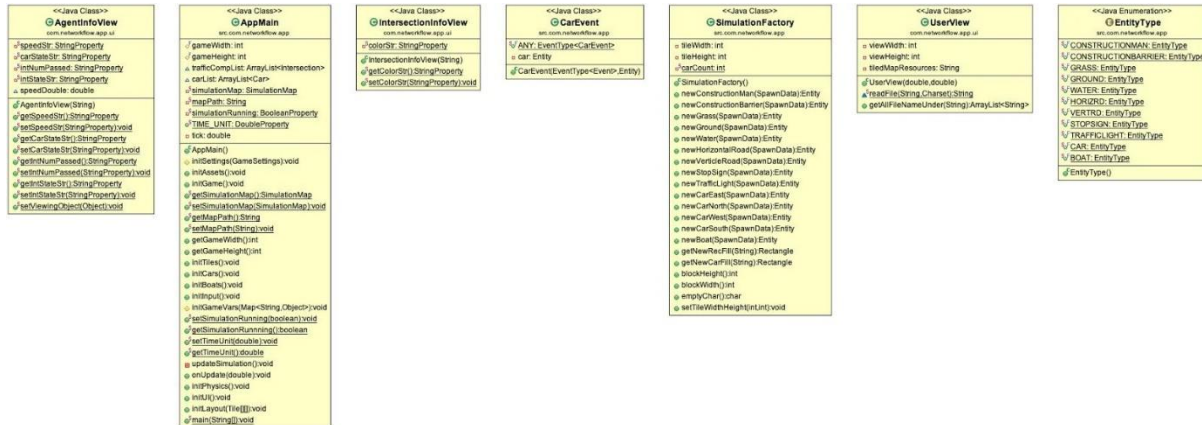 <<Java Class>>
AgentInfoView
com.networkflow.app.ui
speedStr: StringProperty
carStateStr: StringProperty
intNumPassed: StringProperty
intStateStr: StringProperty
speedDouble: double
AgentInfoView(String)
getSpeedStr():StringProperty
setSpeedStr(StringProperty):void
getCarStateStr():StringProperty
setCarStateStr(StringProperty):void
getIntNumPassed():StringProperty
setIntNumPassed(StringProperty):void
getIntStateStr():StringProperty
setIntStateStr(StringProperty):void
setViewingObject(Object):void
<<Java Class>>
AppMain
src.com.networkflow.app
gameWidth: int
gameHeight: int
trafficCompList: ArrayList<Intersection>
carList: ArrayList<Car>
simulationMap: SimulationMap
mapPath: String
simulationRunning: BooleanProperty
TIME_UNIT: DoubleProperty
tick: double
AppMain()
initSettings(GameSettings):void
initAssets():void
initGame():void
getSimulationMap():SimulationMap
setSimulationMap(SimulationMap):void
getMapPath():String
setMapPath(String):void
getGameWidth():int
getGameHeight():int
initTiles():void
initCars():void
initBoats():void
initInput():void
initGameVars(Map<String,Object>):void
setSimulationRunning(boolean):void
getSimulationRunnning():boolean
setTimeUnit(double):void
getTimeUnit():double
updateSimulation():void
onUpdate(double):void
initPhysics():void
initUI():void
initLayout(Tile[][]):void
main(String[]):void
<<Java Class>>
IntersectionInfoView
com.networkflow.app.ui
colorStr: StringProperty
IntersectionInfoView(String)
getColorStr():StringProperty
setColorStr(StringProperty):void
<<Java Class>>
CarEvent
src.com.networkflow.app
ANY: EventType<CarEvent>
car: Entity
CarEvent(EventType<Event>,Entity)
<<Java Class>>
SimulationFactory
src.com.networkflow.app
tileWidth: int
tileHeight: int
carCount: int
SimulationFactory()
newConstructionMan(SpawnData):Entity
newConstructionBarrier(SpawnData):Entity
newGrass(SpawnData):Entity
newGround(SpawnData):Entity
newWater(SpawnData):Entity
newHorizontalRoad(SpawnData):Entity
newVerticleRoad(SpawnData):Entity
newStopSign(SpawnData):Entity
newTrafficLight(SpawnData):Entity
newCarEast(SpawnData):Entity
newCarNorth(SpawnData):Entity
newCarWest(SpawnData):Entity
newCarSouth(SpawnData):Entity
newBoat(SpawnData):Entity
getNewRecFill(String):Rectangle
getNewCarFill(String):Rectangle
blockHeight():int
blockWidth():int
emptyChar():char
setTileWidthHeight(int,int):void
<<Java Class>>
UserView
com.networkflow.app.ui
viewWidth: int
viewHeight: int
tiledMapResources: String
UserView(double,double)
readFile(String,Charset):String
getAllFileNameUnder(String):ArrayList<String>
<<Java Enumeration>>
EntityType
src.com.networkflow.app
CONSTRUCTIONMAN: EntityType
CONSTRUCTIONBARRIER: EntityType
GRASS: EntityType
GROUND: EntityType
WATER: EntityType
HORIZRD: EntityType
VERTRD: EntityType
STOPSIGN: EntityType
TRAFFICLIGHT: EntityType
CAR: EntityType
BOAT: EntityType
EntityType()